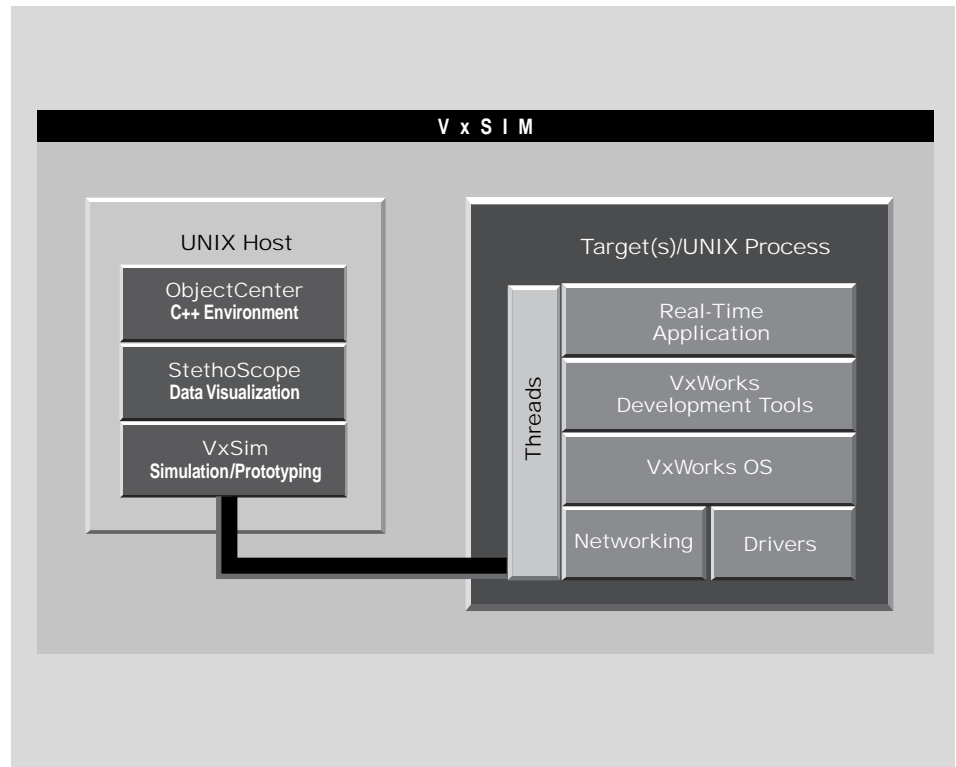 VxSIM
UNIX Host
ObjectCenter
C++ Environment
StethoScope
Data Visualization
VxSim
Simulation/Prototyping
Target(s)/UNIX Process
Threads
Real-Time
Application
VxWorks
Development Tools
VxWorks OS
Networking
Drivers